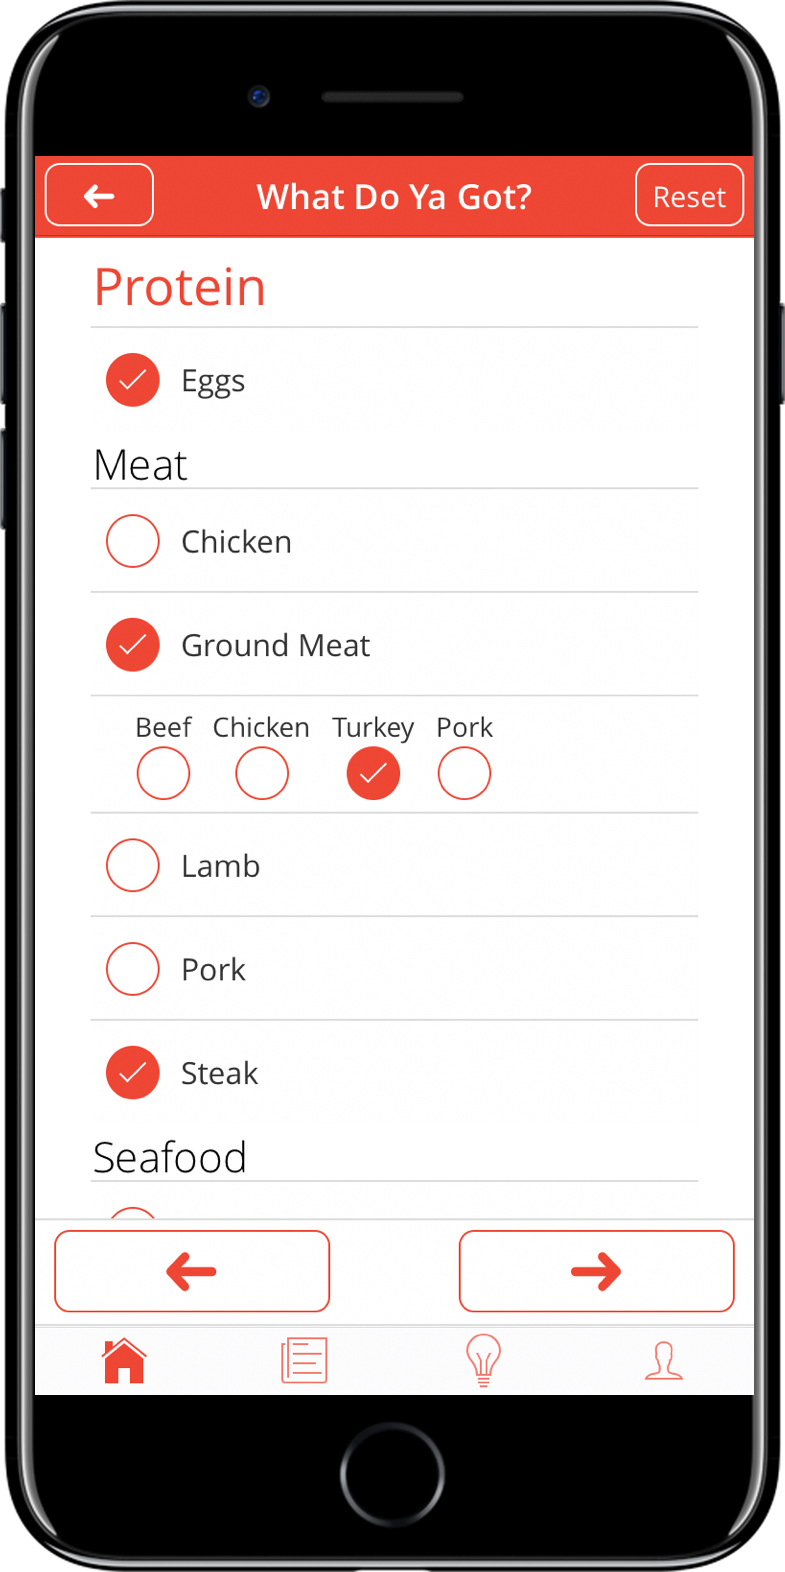 What Do Ya Got?
Reset
Protein
Eggs
Meat
Chicken
Ground Meat
Beef Chicken Turkey Pork
Lamb
Pork
Steak
Seafood